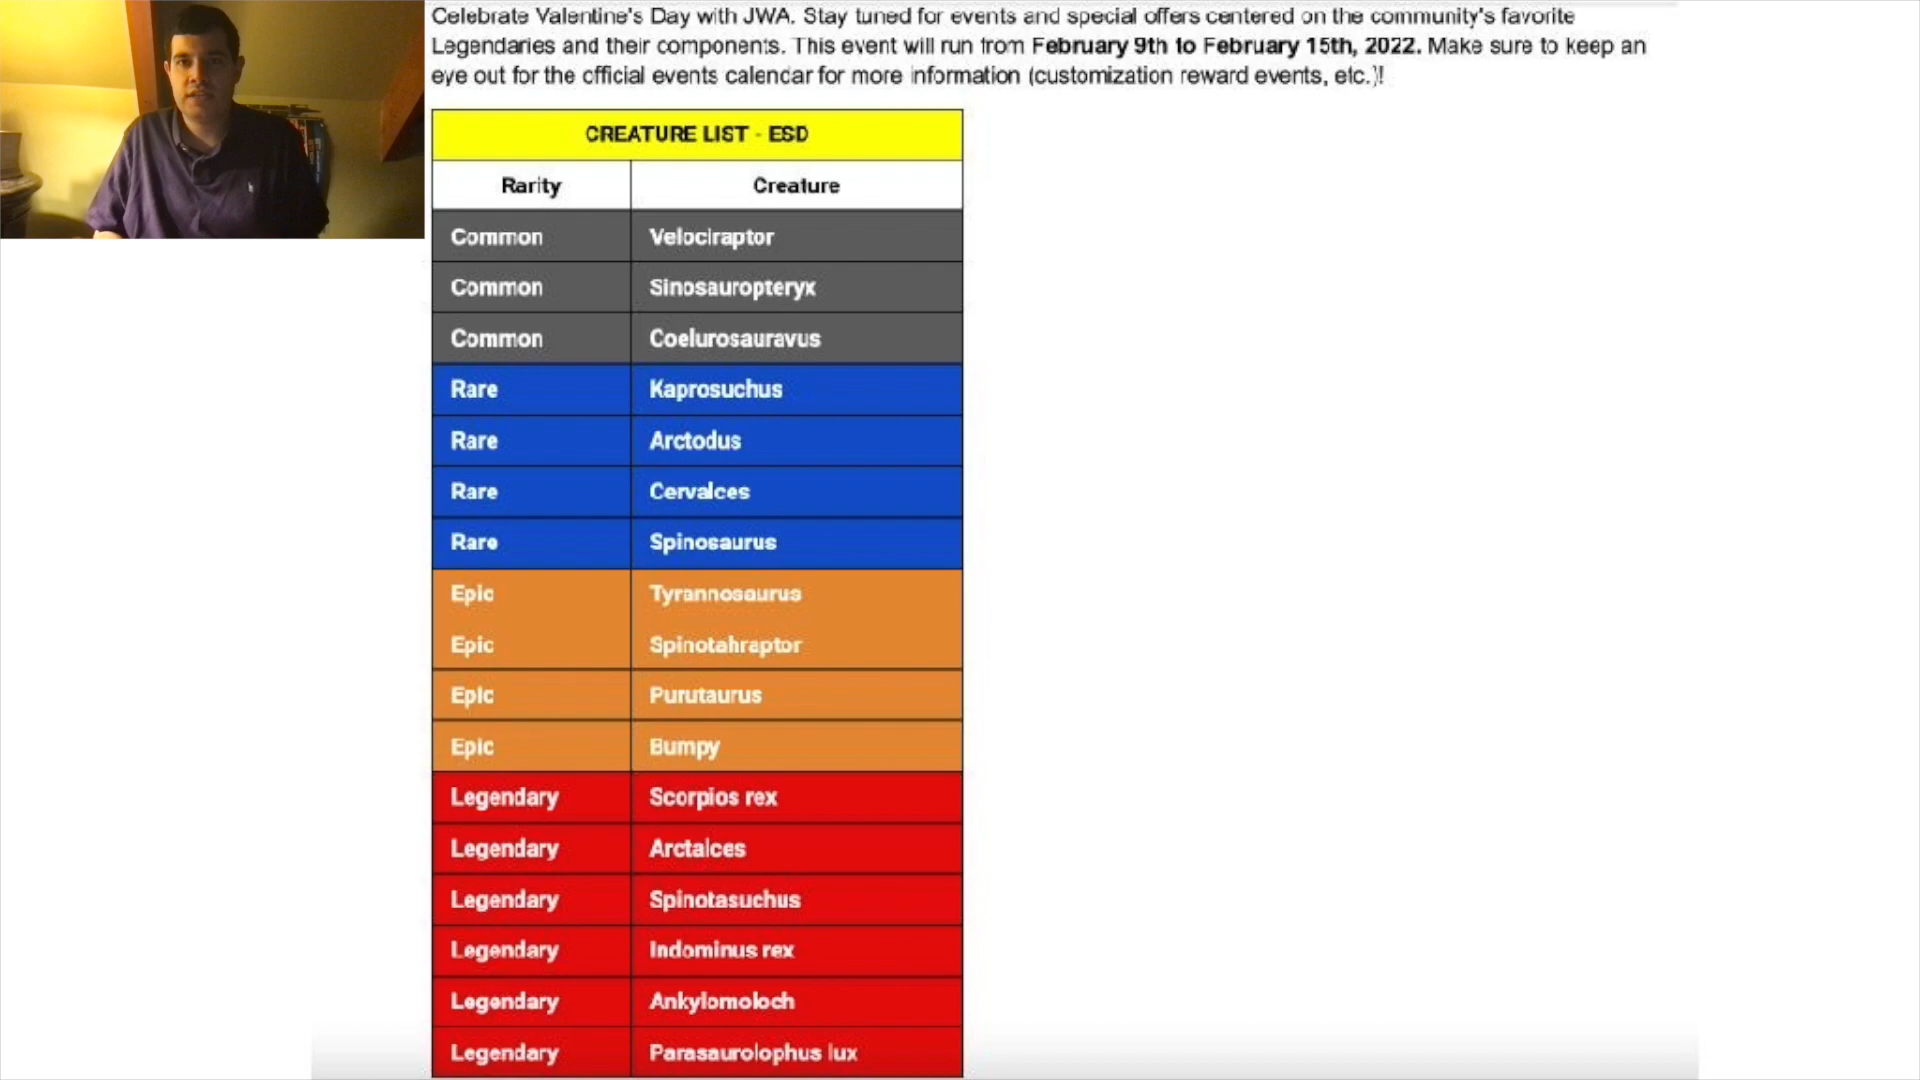 Celebrate Valentine's Day with JWA. Stay tuned for events and special offers centered on the community's favorite
Legendaries and their components. This event will run from February 9th to February 15th, 2022. Make sure to keep an
eye out for the official events calendar for more information (customization reward events, etc.)!
CREATURE LIST - ESD
Rarity Creature
Common Velociraptor
Common Sinosauropteryx
Common Coelurosauravus
Rare Kaprosuchus
Rare Arctodus
Rare Cervalces
Rare Spinosaurus
Epic Tyrannosaurus
Epic Spinotahraptor
Epic Purutaurus
Epic Bumpy
Legendary Scorpios rex
Legendary Arctalces
Legendary Spinotasuchus
Legendary Indominus rex
Legendary Ankylomoloch
Legendary Parasaurolophus lux